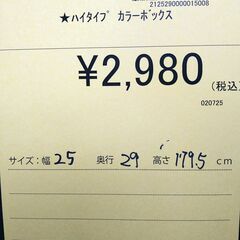 2125290000015008
★ハイタイプ カラーボックス
¥2,980
(税込)
020725
サイズ:幅 25 奥行 29 高さ 179.5 cm